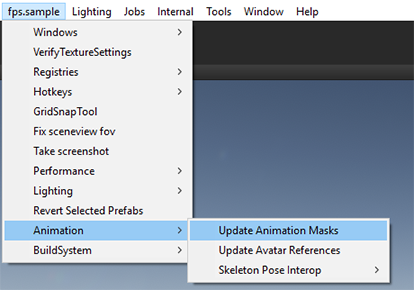 fps.sample Lighting Jobs Internal Tools Window Help
Windows
VerifyTextureSettings
Registries
Hotkeys
GridSnapTool
Fix sceneview fov
Take screenshot
Performance
Lighting
Revert Selected Prefabs
Animation
BuildSystem
Update Animation Masks
Update Avatar References
Skeleton Pose Interop